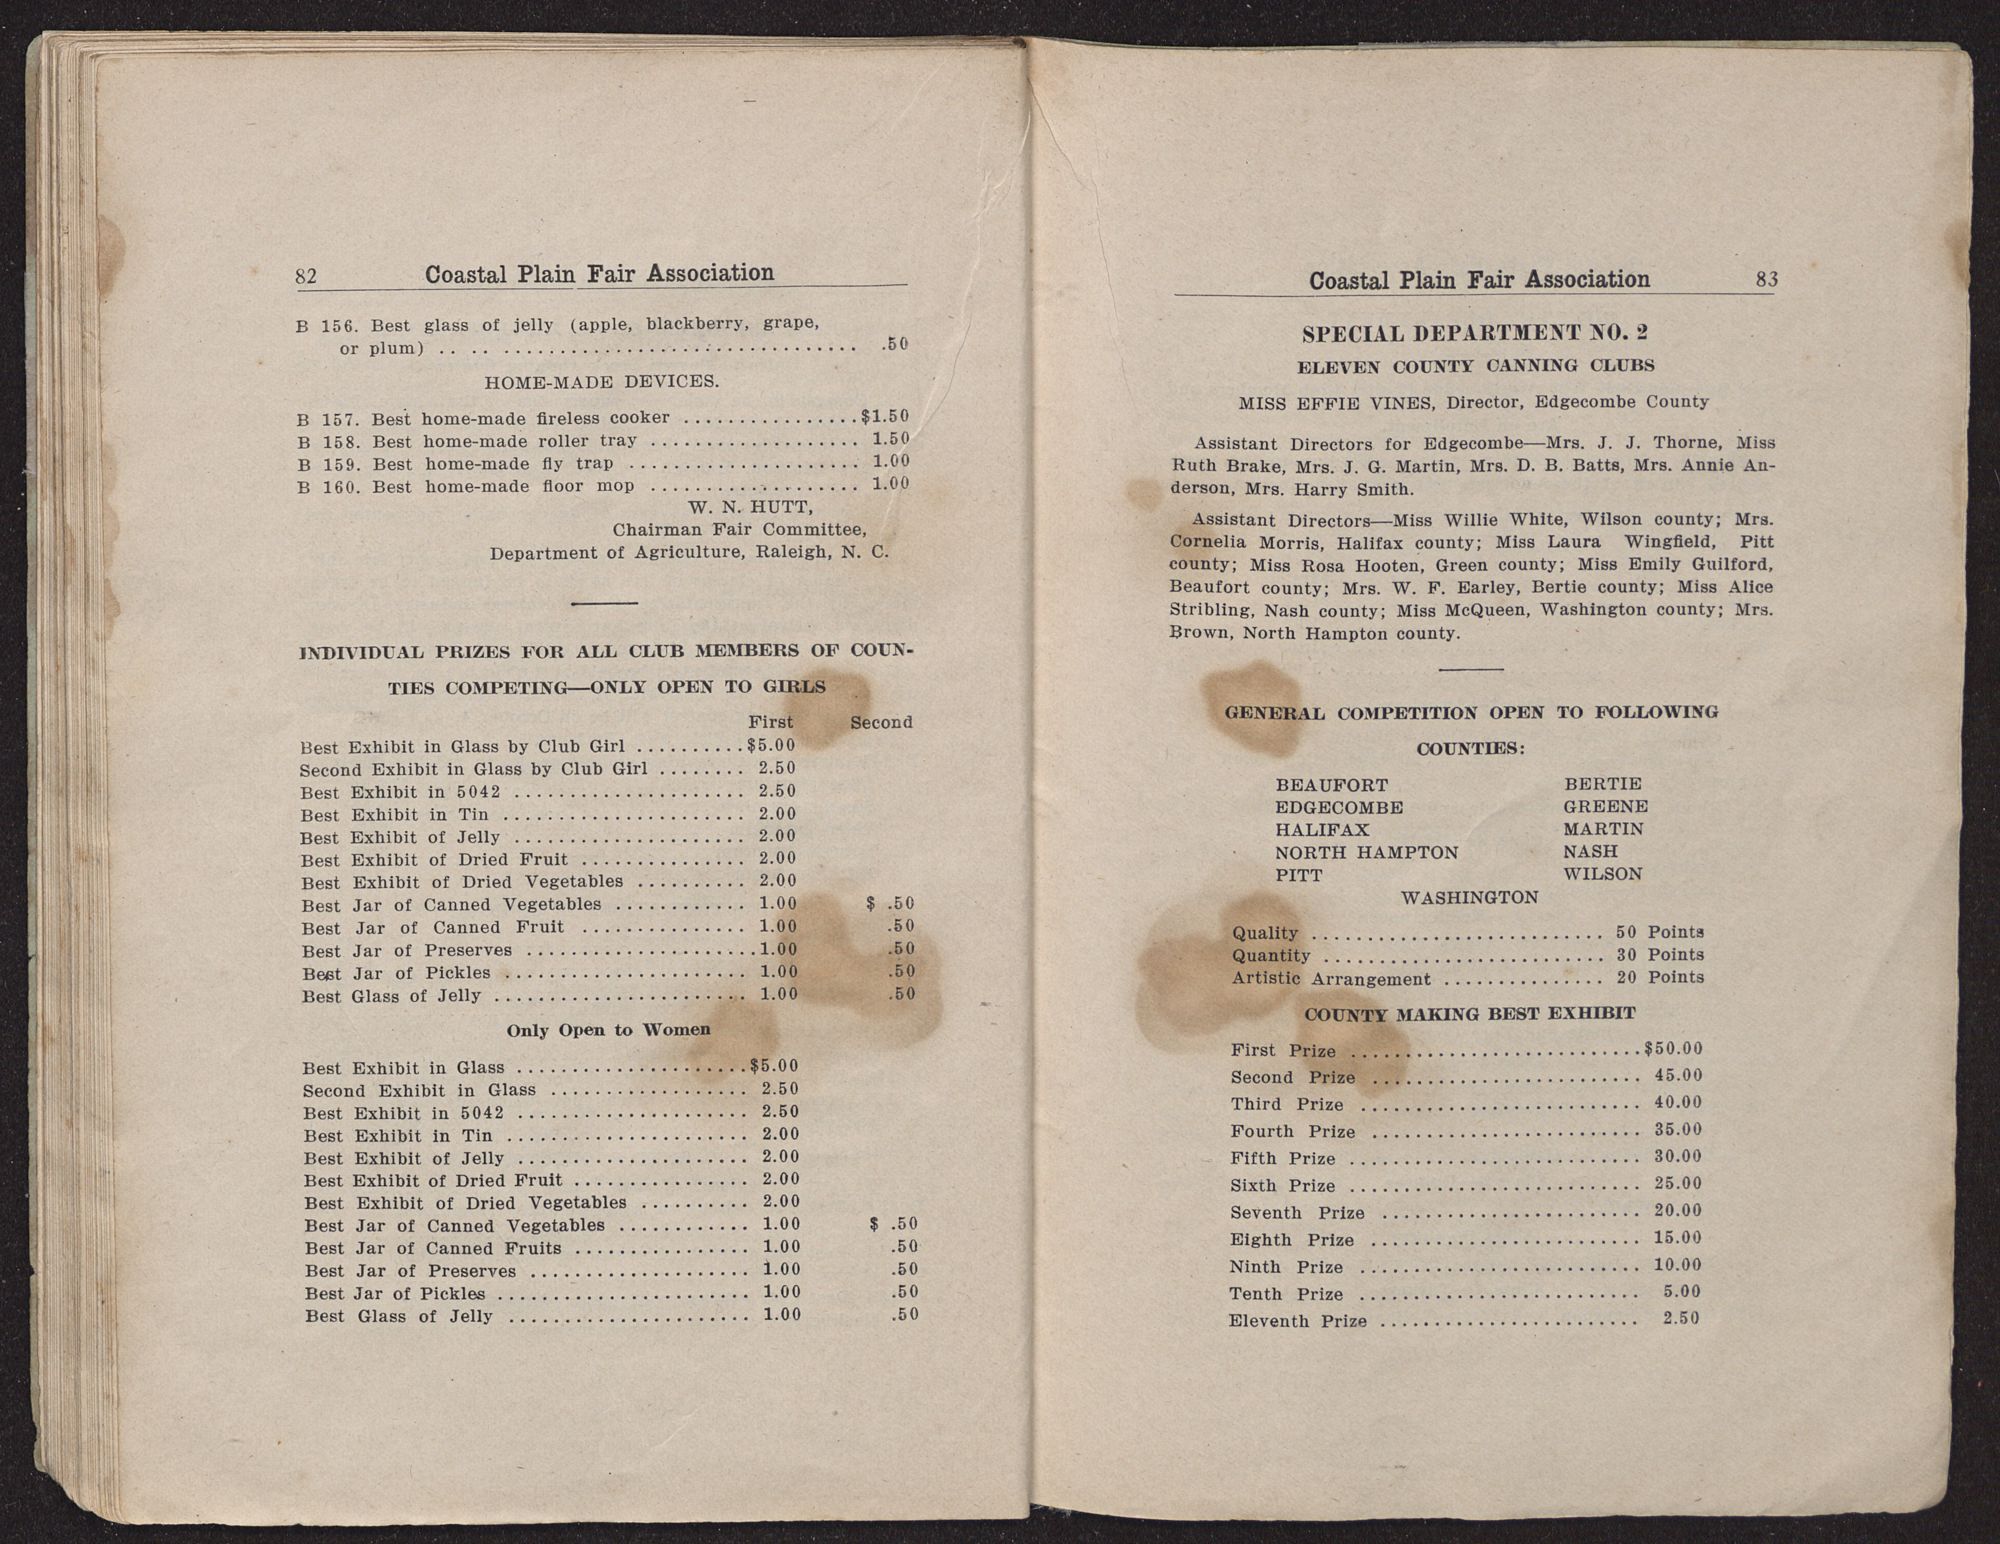 82 Coastal Plain Fair Association
B 156. Best glass of jelly (apple, blackberry, grape,
or plum) .. .. ................................ .50
HOME-MADE DEVICES.
B 157. Best home-made fireless cooker ................$1.50
B 158. Best home-made roller tray ................... 1.50
B 159. Best home-made fly trap ..................... 1.00
B 160. Best home-made floor mop ................... 1.00
W. N. HUTT,
Chairman Fair Committee,
Department of Agriculture, Raleigh, N. C.
INDIVIDUAL PRIZES FOR ALL CLUB MEMBERS OF COUN-
TIES COMPETING—ONLY OPEN TO GIRLS
First Second
Best Exhibit in Glass by Club Girl ..........$5.00
Second Exhibit in Glass by Club Girl ........ 2.50
Best Exhibit in 5042 ..................... 2.50
Best Exhibit in Tin ...................... 2.00
Best Exhibit of Jelly ..................... 2.00
Best Exhibit of Dried Fruit ............... 2.00
Best Exhibit of Dried Vegetables .......... 2.00
Best Jar of Canned Vegetables ............ 1.00 $ .50
Best Jar of Canned Fruit ............... 1.00 .50
Best Jar of Preserves .....................1.00 .50
Best Jar of Pickles ...................... 1.00 .50
Best Glass of Jelly ....................... 1.00 .50
Only Open to Women
Best Exhibit in Glass .....................$5.00
Second Exhibit in Glass .................. 2.50
Best Exhibit in 5042 ..................... 2.50
Best Exhibit in Tin ...................... 2.00
Best Exhibit of Jelly ..................... 2.00
Best Exhibit of Dried Fruit ................ 2.00
Best Exhibit of Dried Vegetables .......... 2.00
Best Jar of Canned Vegetables ............ 1.00 $ .50
Best Jar of Canned Fruits ................ 1.00 .50
Best Jar of Preserves .................... 1.00 .50
Best Jar of Pickles ....................... 1.00 .50
Best Glass of Jelly ...................... 1.00 .50
Coastal Plain Fair Association 83
SPECIAL DEPARTMENT NO. 2
ELEVEN COUNTY CANNING CLUBS
MISS EFFIE VINES, Director, Edgecombe County
Assistant Directors for Edgecombe—Mrs. J. J. Thorne, Miss
Ruth Brake, Mrs. J. G. Martin, Mrs. D. B. Batts, Mrs. Annie An-
derson, Mrs. Harry Smith.
Assistant Directors—Miss Willie White, Wilson county; Mrs.
Cornelia Morris, Halifax county; Miss Laura Wingfield, Pitt
county; Miss Rosa Hooten, Green county; Miss Emily Guilford,
Beaufort county; Mrs. W. F. Earley, Bertie county; Miss Alice
Stribling, Nash county; Miss McQueen, Washington county; Mrs.
Brown, North Hampton county.
GENERAL COMPETITION OPEN TO FOLLOWING
COUNTIES:
BEAUFORT BERTIE
EDGECOMBE GREENE
HALIFAX MARTIN
NORTH HAMPTON NASH
PITT WILSON
WASHINGTON
Quality ........................... 50 Points
Quantity .......................... 30 Points
Artistic Arrangement ............... 20 Points
COUNTY MAKING BEST EXHIBIT
First Prize ...........................$50.00
Second Prize ......................... 45.00
Third Prize .......................... 40.00
Fourth Prize ......................... 35.00
Fifth Prize ........................... 30.00
Sixth Prize ........................... 25.00
Seventh Prize ........................ 20.00
Eighth Prize ......................... 15.00
Ninth Prize .......................... 10.00
Tenth Prize .......................... 5.00
Eleventh Prize ........................ 2.50